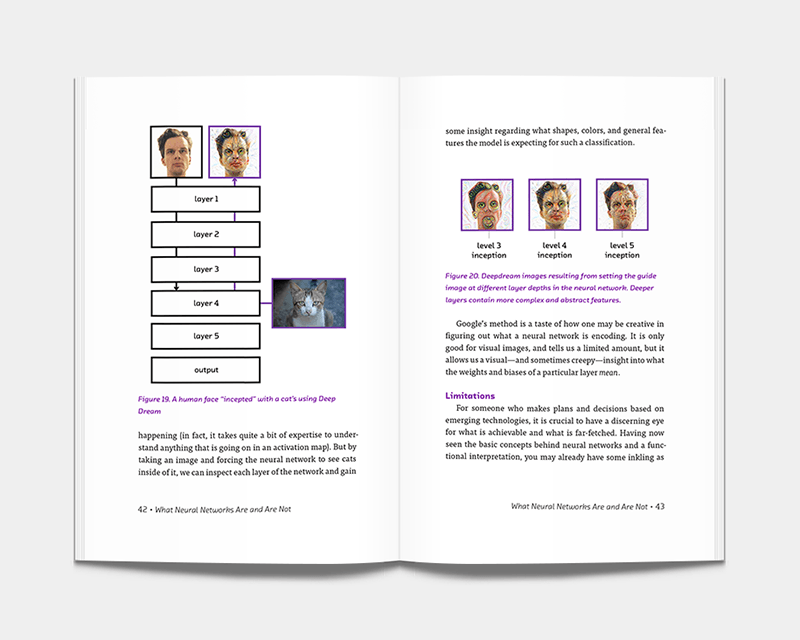 layer 1
layer 2
layer 3
layer 4
layer 5
output
Figure 19. A human face “incepted” with a cat’s using Deep
Dream
happening (in fact, it takes quite a bit of expertise to under-
stand anything that is going on in an activation map). But by
taking an image and forcing the neural network to see cats
inside of it, we can inspect each layer of the network and gain
42 • What Neural Networks Are and Are Not
some insight regarding what shapes, colors, and general fea-
tures the model is expecting for such a classification.
level 3
inception
level 4
inception
level 5
inception
Figure 20. Deepdream images resulting from setting the guide
image at different layer depths in the neural network. Deeper
layers contain more complex and abstract features.
Google’s method is a taste of how one may be creative in
figuring out what a neural network is encoding. It is only
good for visual images, and tells us a limited amount, but it
allows us a visual—and sometimes creepy—insight into what
the weights and biases of a particular layer mean.
Limitations
For someone who makes plans and decisions based on
emerging technologies, it is crucial to have a discerning eye
for what is achievable and what is far-fetched. Having now
seen the basic concepts behind neural networks and a func-
tional interpretation, you may already have some inkling as
What Neural Networks Are and Are Not • 43